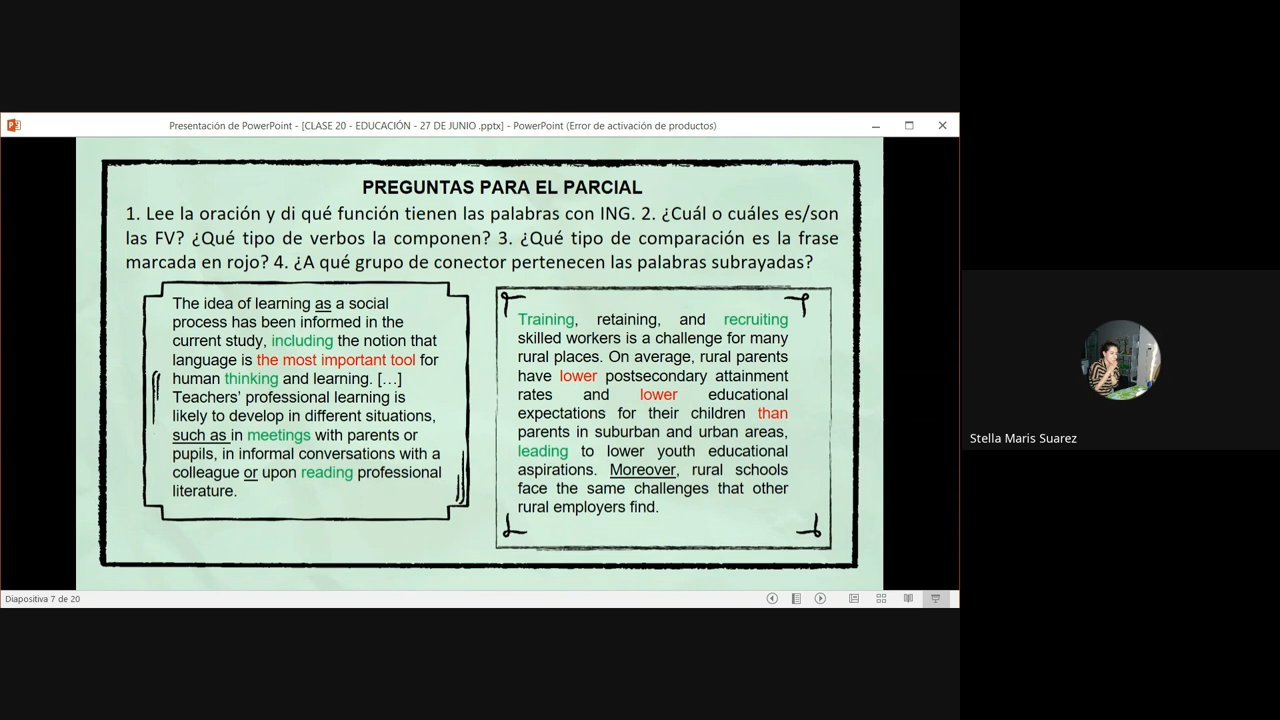 Presentación de PowerPoint - [CLASE 20 - EDUCACIÓN - 27 DE JUNIO .pptx] - PowerPoint (Error de activación de productos)
PREGUNTAS PARA EL PARCIAL
1. Lee la oración y di qué función tienen las palabras con ING. 2. ¿Cuál o cuáles es/son
las FV? ¿Qué tipo de verbos la componen? 3. ¿Qué tipo de comparación es la frase
marcada en rojo? 4. ¿A qué grupo de conector pertenecen las palabras subrayadas?
The idea of learning as a social
process has been informed in the
current study, including the notion that
language is the most important tool for
human thinking and learning. […]
Teachers’ professional learning is
likely to develop in different situations,
such as in meetings with parents or
pupils, in informal conversations with a
colleague or upon reading professional
literature.
Training, retaining, and recruiting
skilled workers is a challenge for many
rural places. On average, rural parents
have lower postsecondary attainment
rates and lower educational
expectations for their children than
parents in suburban and urban areas,
leading to lower youth educational
aspirations. Moreover, rural schools
face the same challenges that other
rural employers find.
Diapositiva 7 de 20
Stella Maris Suarez